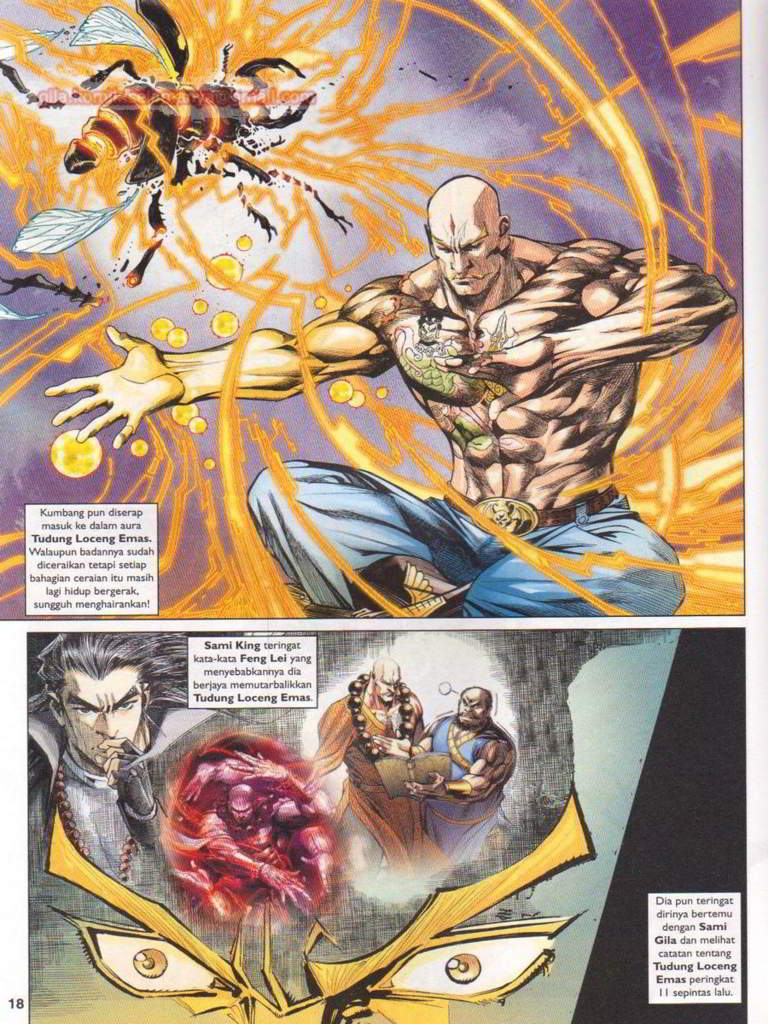 Kumbang pun diserap
masuk ke dalam aura
Tudung Loceng Emas.
Walaupun badannya sudah
diceraikan tetapi setiap
bahagian ceraian itu masih
lagi hidup bergerak,
sungguh menghairankan!
Sami King teringat
kata-kata Feng Lei yang
menyebabkannya dia
berjaya memutarbalikkan
Tudung Loceng Emas.
Dia pun teringat
dirinya bertemu
dengan Sami
Gila dan melihat
catatan tentang
Tudung Loceng
Emas peringkat
11 sepintas lalu.
18